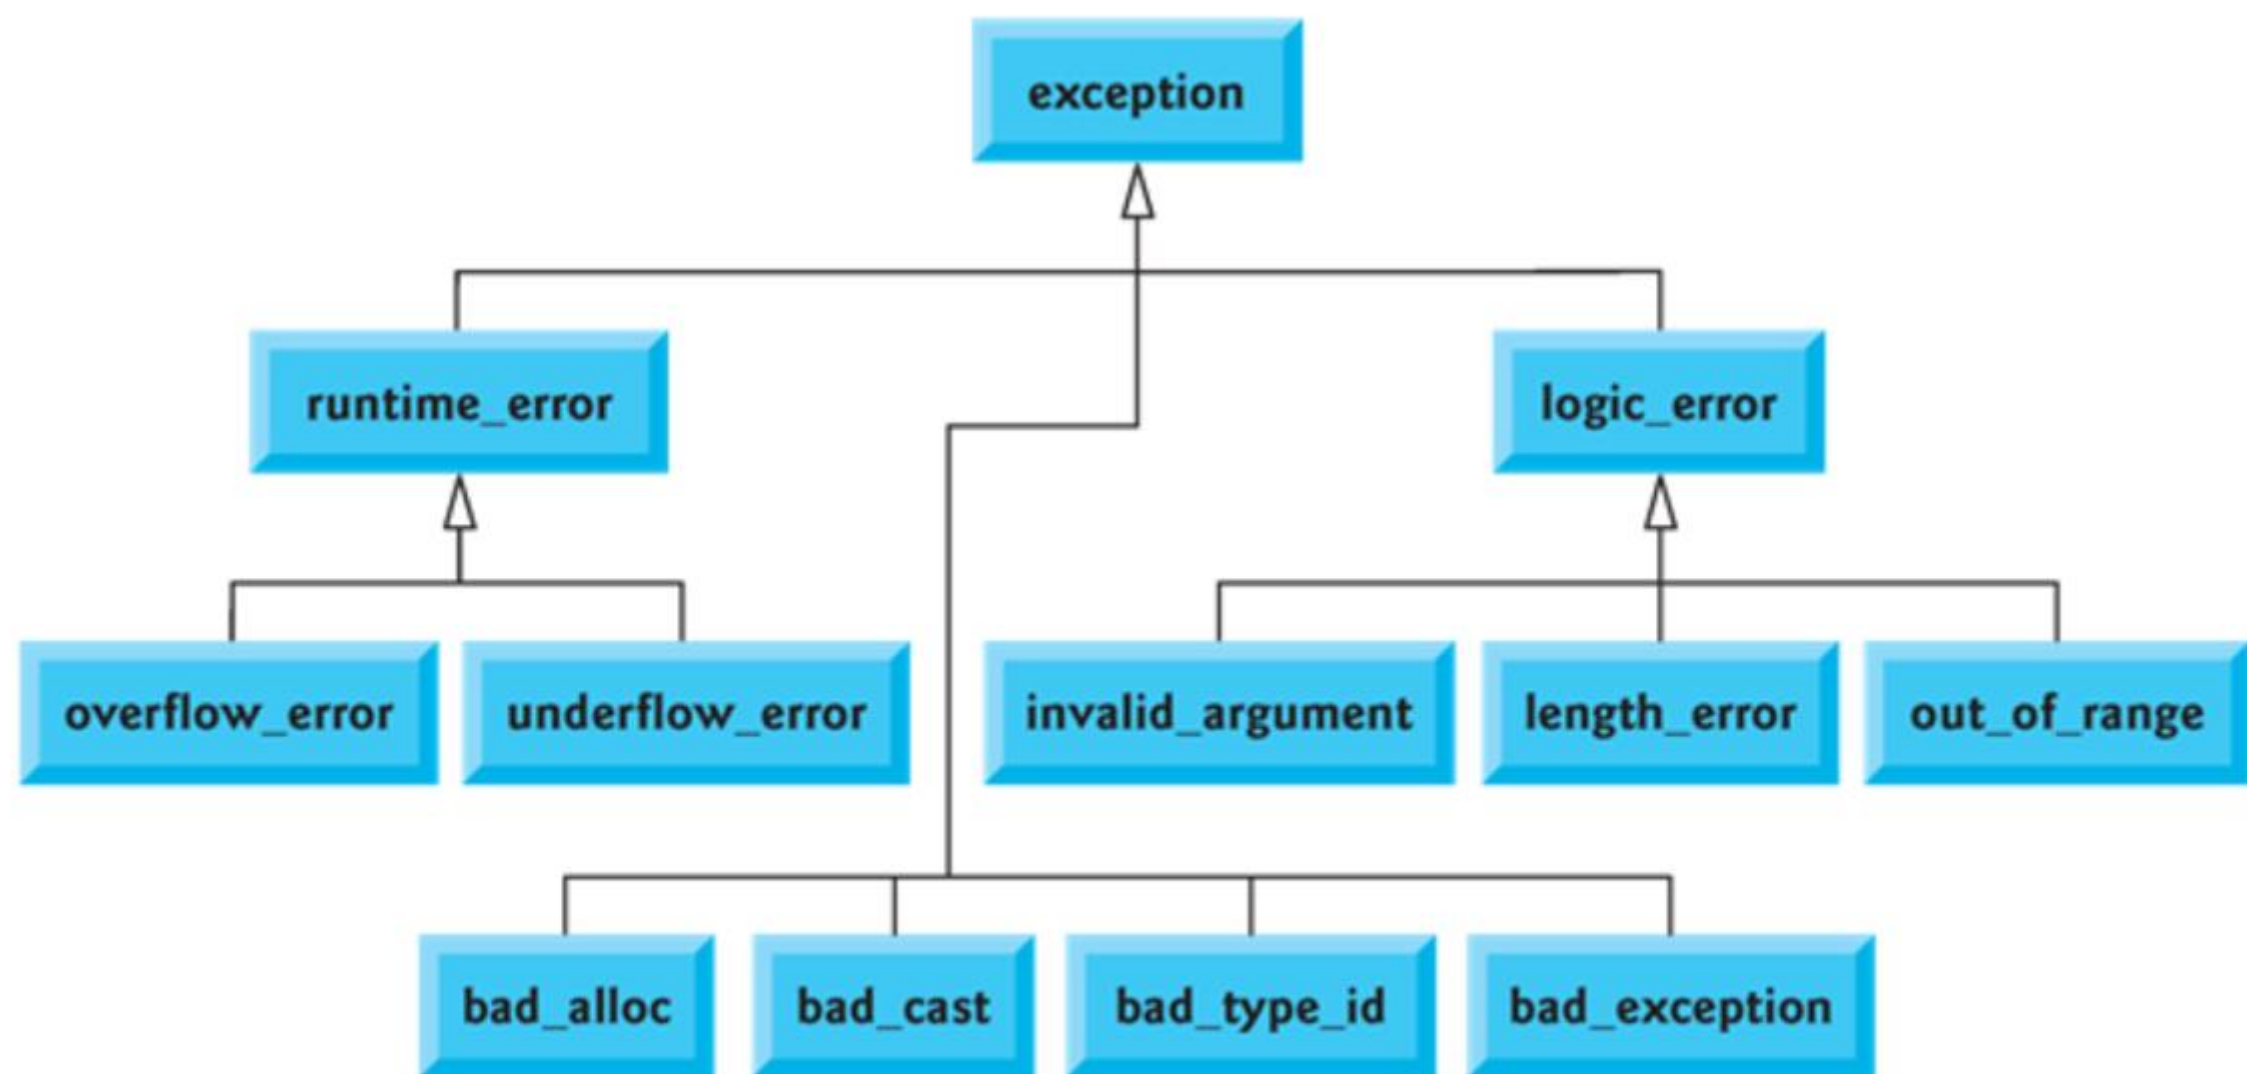 exception
runtime_error
logic_error
overflow_error
underflow_error
invalid_argument
length_error
out_of_range
bad_alloc
bad_cast
bad_type_id
bad_exception